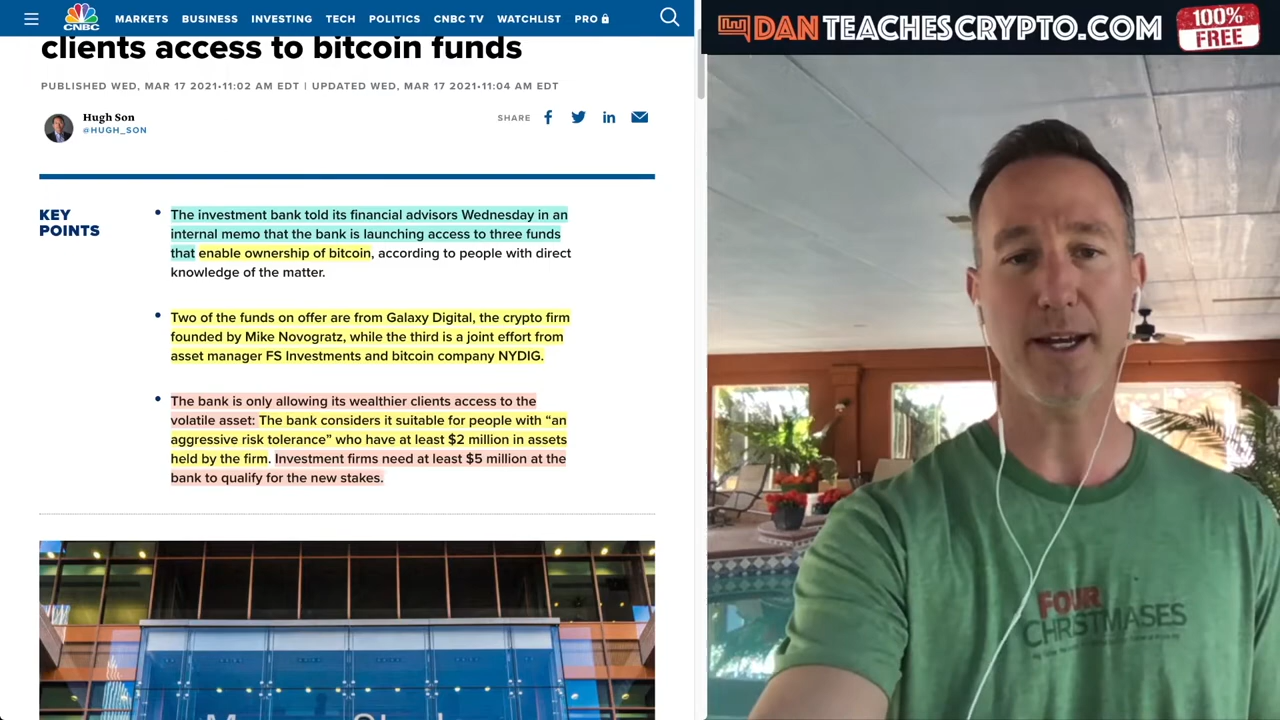 CNBC
MARKETS BUSINESS INVESTING TECH POLITICS CNBC TV WATCHLIST PRO
clients access to bitcoin funds
PUBLISHED WED, MAR 17 2021•11:02 AM EDT | UPDATED WED, MAR 17 2021•11:04 AM EDT
Hugh Son
@HUGH_SON
SHARE
KEY
POINTS
• The investment bank told its financial advisors Wednesday in an
internal memo that the bank is launching access to three funds
that enable ownership of bitcoin, according to people with direct
knowledge of the matter.
• Two of the funds on offer are from Galaxy Digital, the crypto firm
founded by Mike Novogratz, while the third is a joint effort from
asset manager FS Investments and bitcoin company NYDIG.
• The bank is only allowing its wealthier clients access to the
volatile asset: The bank considers it suitable for people with “an
aggressive risk tolerance” who have at least $2 million in assets
held by the firm. Investment firms need at least $5 million at the
bank to qualify for the new stakes.
DANTEACHESCRYPTO.COM
100%
FREE
FOUR
CHRISTMASES